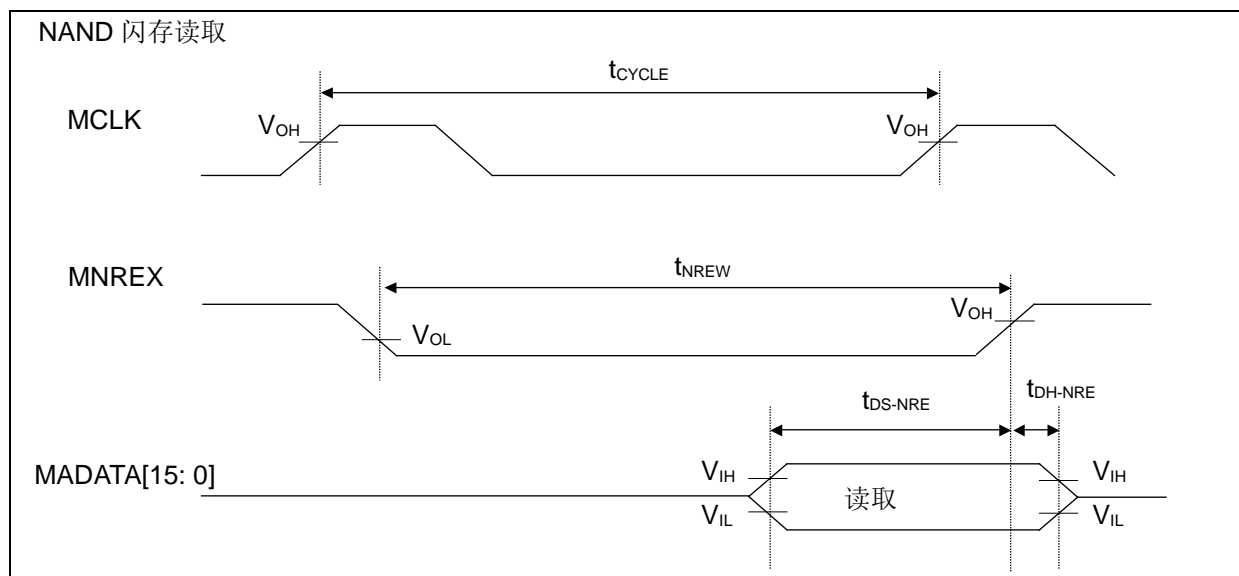 NAND 闪存读取
tCYCLE
MCLK VOH VOH
MNREX tNREW
VOL VOH
tDS-NRE tDH-NRE
MADATA[15: 0] VIH 读取 VIH
VIL VIL